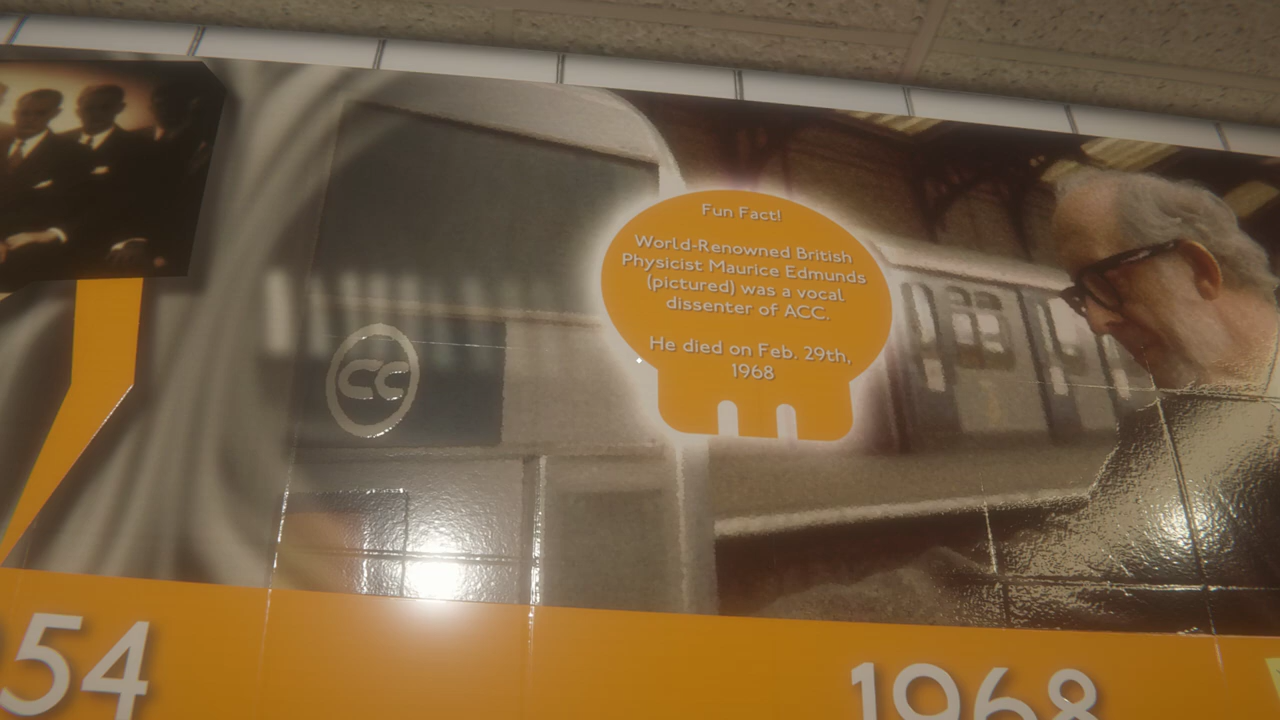 Fun Fact!
World-Renowned British
Physicist Maurice Edmunds
(pictured) was a vocal
dissenter of ACC.
He died on Feb. 29th,
1968
CC
54
1968